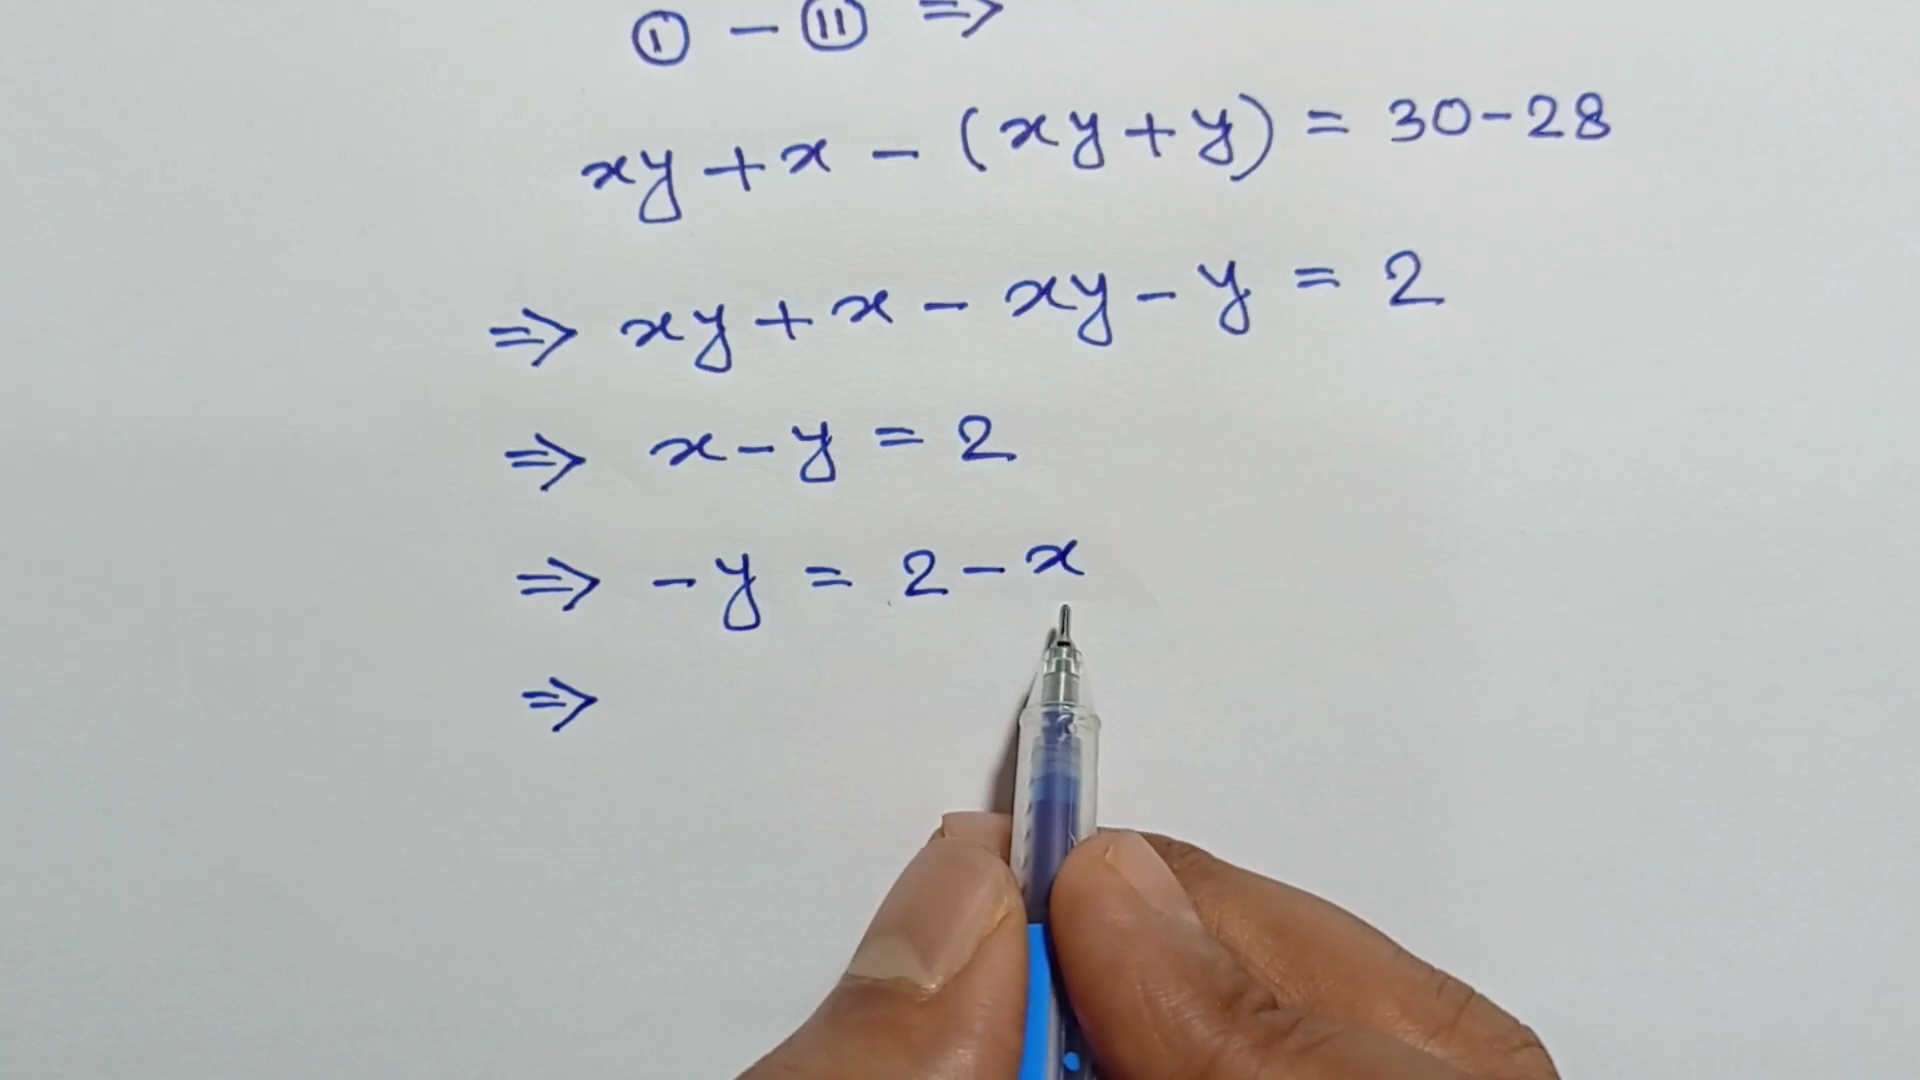 ① - ⑪ =>
xy + x - (xy + y) = 30 - 28
=> xy + x - xy - y = 2
=> x - y = 2
=> - y = 2 - x
=>